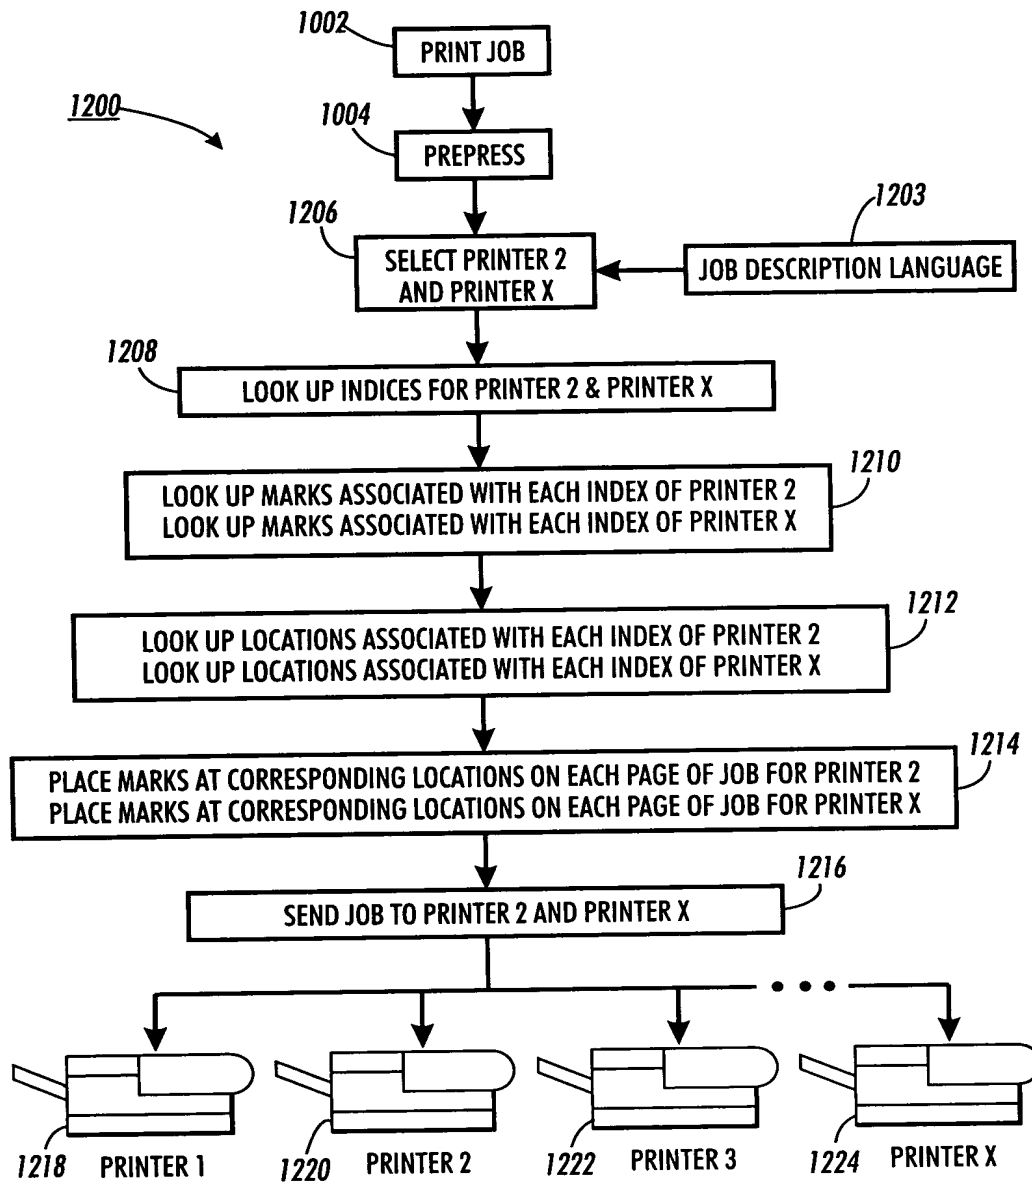 1002
PRINT JOB
1200
1004
PREPRESS
1206
1203
SELECT PRINTER 2
AND PRINTER X
JOB DESCRIPTION LANGUAGE
1208
LOOK UP INDICES FOR PRINTER 2 & PRINTER X
1210
LOOK UP MARKS ASSOCIATED WITH EACH INDEX OF PRINTER 2
LOOK UP MARKS ASSOCIATED WITH EACH INDEX OF PRINTER X
1212
LOOK UP LOCATIONS ASSOCIATED WITH EACH INDEX OF PRINTER 2
LOOK UP LOCATIONS ASSOCIATED WITH EACH INDEX OF PRINTER X
1214
PLACE MARKS AT CORRESPONDING LOCATIONS ON EACH PAGE OF JOB FOR PRINTER 2
PLACE MARKS AT CORRESPONDING LOCATIONS ON EACH PAGE OF JOB FOR PRINTER X
1216
SEND JOB TO PRINTER 2 AND PRINTER X
1218 PRINTER 1
1220 PRINTER 2
1222 PRINTER 3
1224 PRINTER X